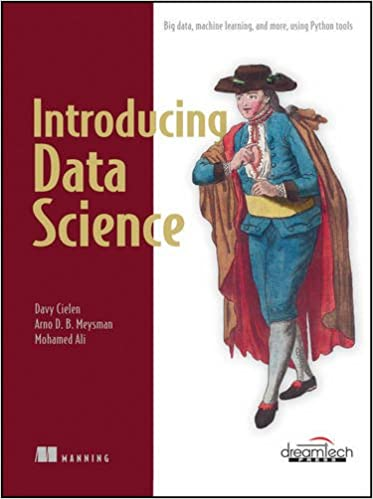 Big data, machine learning, and more, using Python tools
Introducing
Data
Science
Davy Cielen
Arno D. B. Meysman
Mohamed Ali
MANNING
dreamtech
PRESS